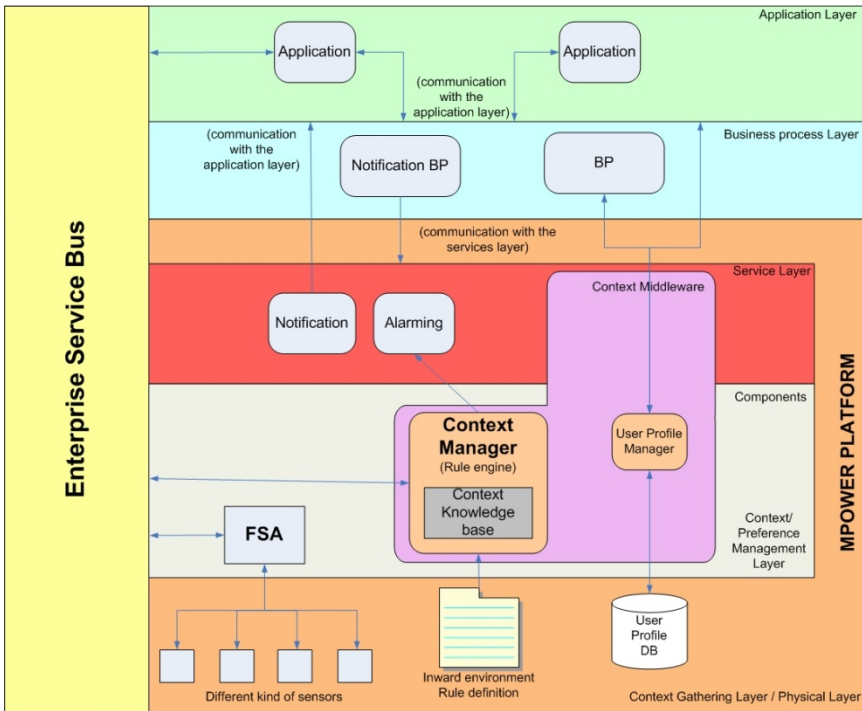 Application Layer
Application
Application
(communication
with the
application layer)
(communication
with the
application layer)
Business process Layer
Notification BP
BP
(communication with the
services layer)
Service Layer
Context Middleware
Notification
Alarming
Enterprise Service Bus
MPOWER PLATFORM
Components
Context
Manager
(Rule engine)
Context
Knowledge
base
User Profile
Manager
FSA
Context/
Preference
Management
Layer
User
Profile
DB
Different kind of sensors
Inward environment
Rule definition
Context Gathering Layer / Physical Layer